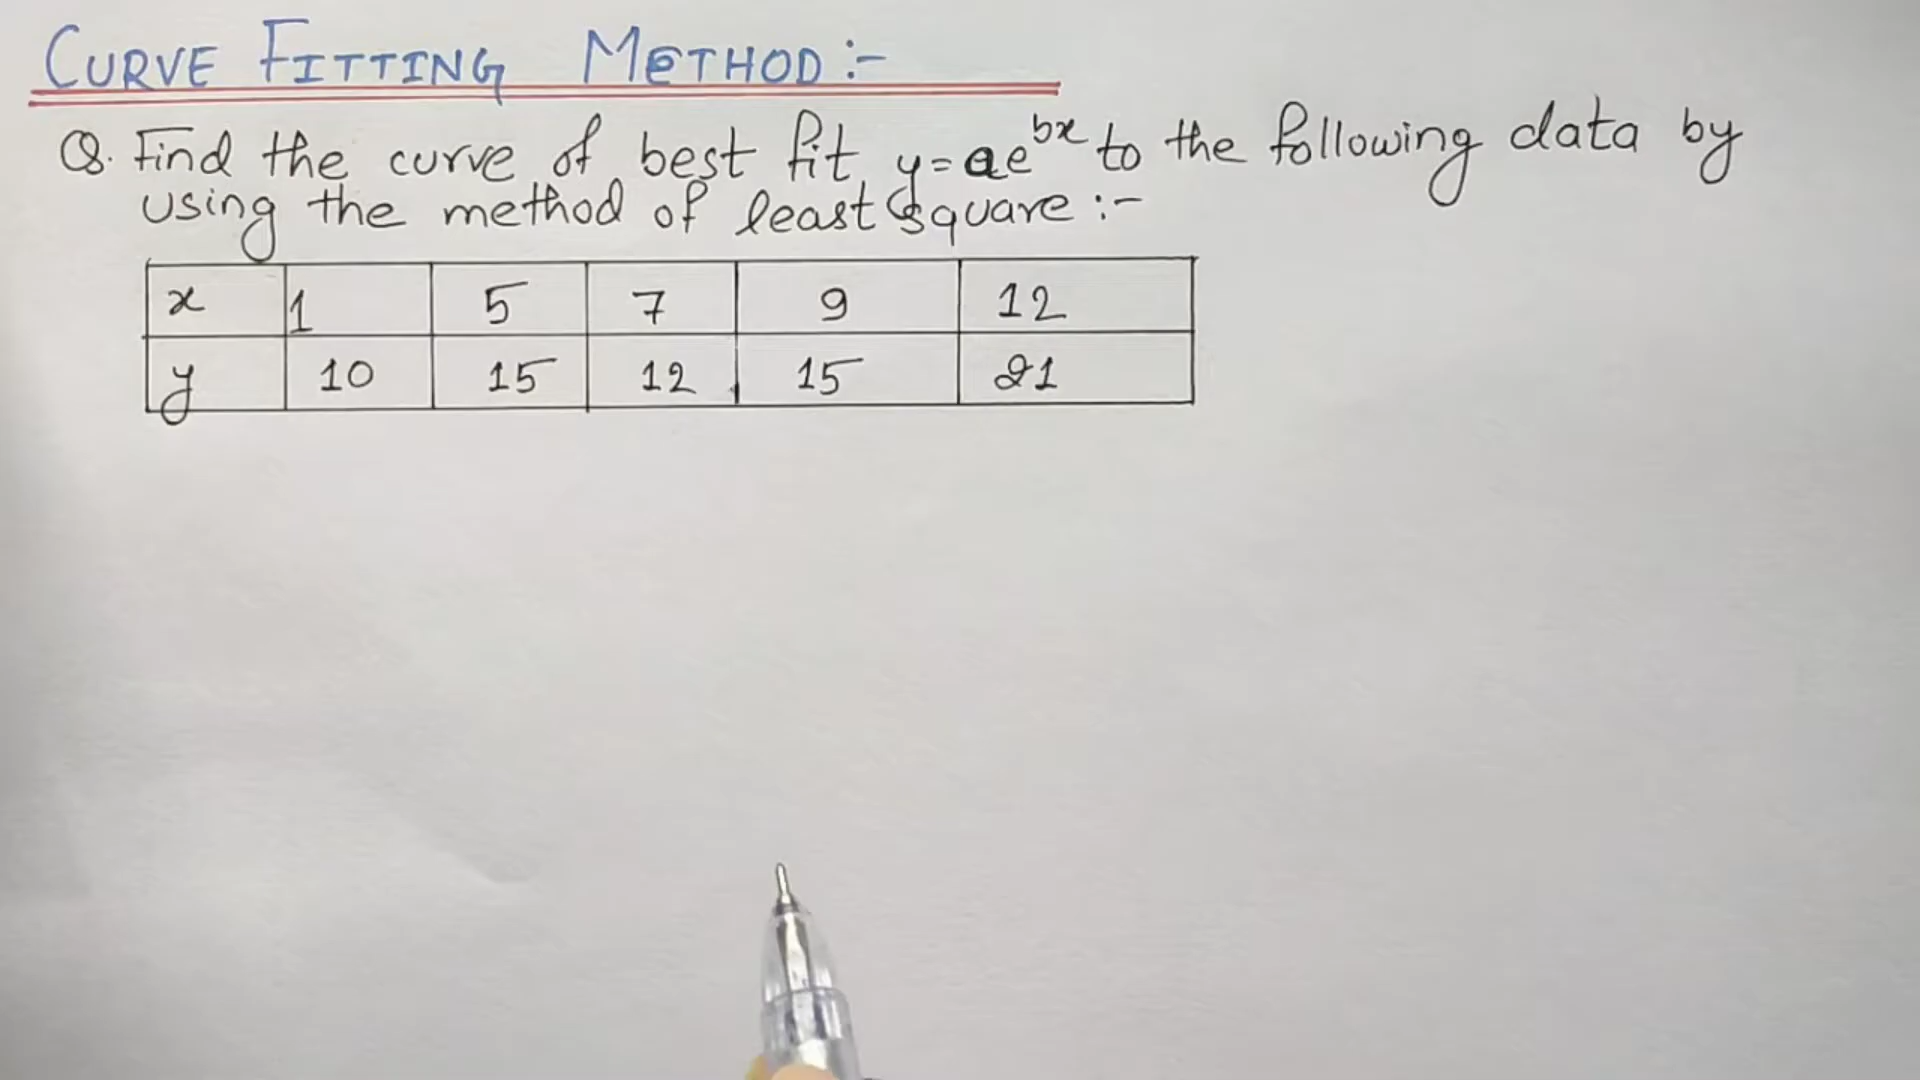 CURVE FITTING METHOD :-
Q. Find the curve of best fit y=ae^bx to the following data by
using the method of least square :-
x 1 5 7 9 12
y 10 15 12 15 21